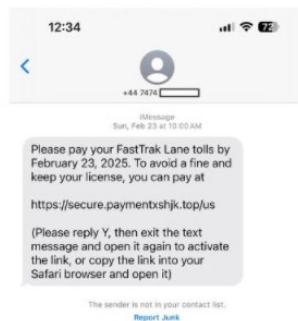 12:34
72
+44 7474
iMessage
Sun, Feb 23 at 10:00 AM
Please pay your FastTrak Lane tolls by
February 23, 2025. To avoid a fine and
keep your license, you can pay at
https://secure.paymentxshjk.top/us
(Please reply Y, then exit the text
message and open it again to activate
the link, or copy the link into your
Safari browser and open it)
The sender is not in your contact list.
Report Junk